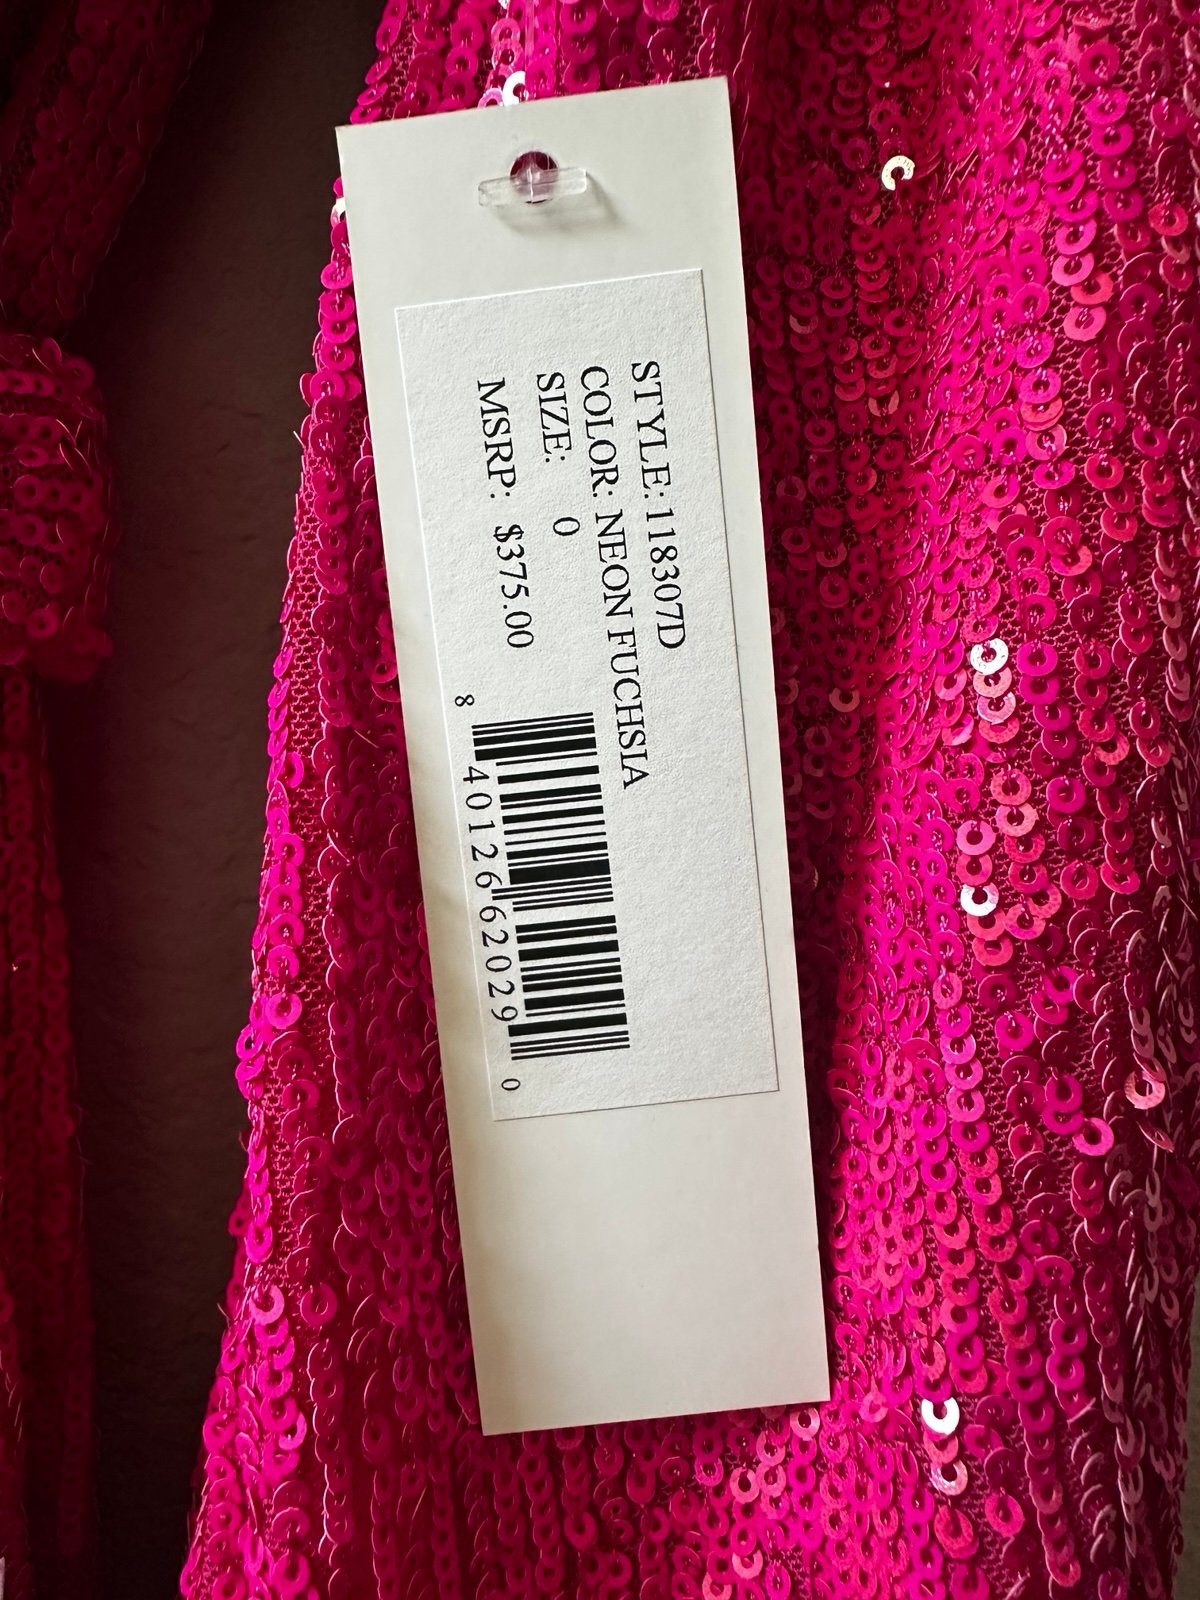 STYLE: 118307D
COLOR: NEON FUCHSIA
SIZE: 0
MSRP: $375.00
8 40126 62029 0